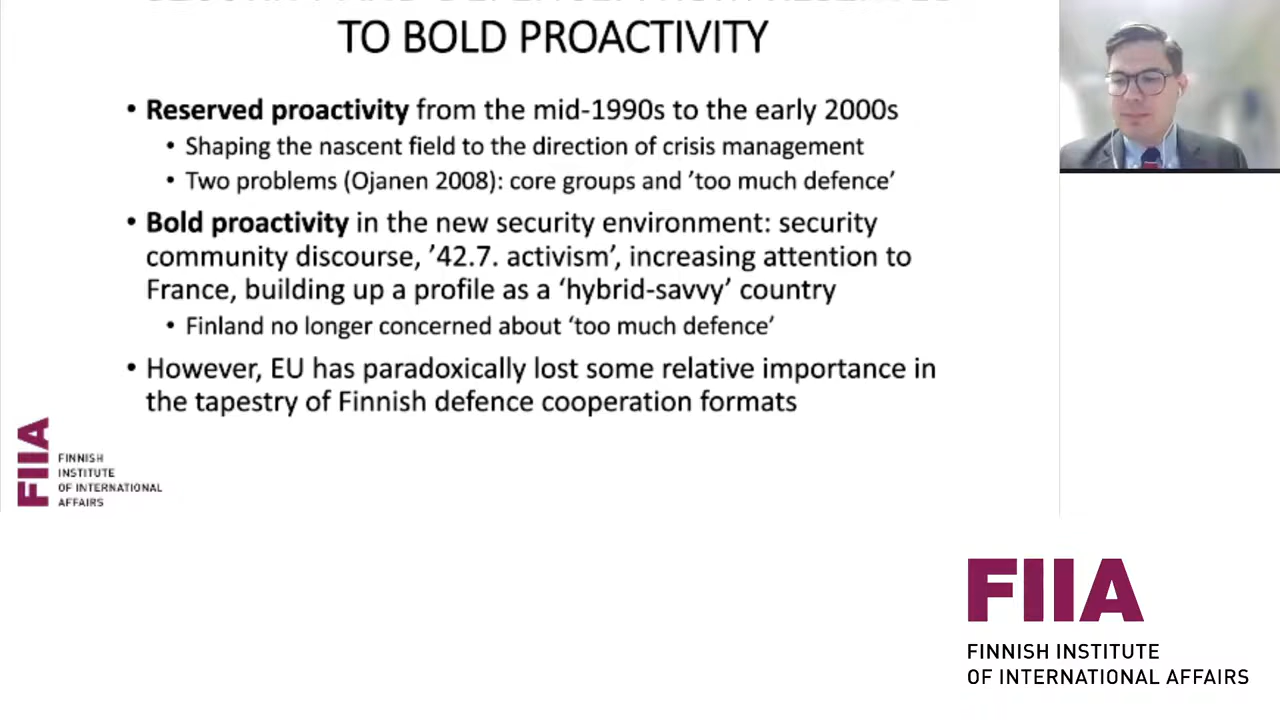 TO BOLD PROACTIVITY
• Reserved proactivity from the mid-1990s to the early 2000s
• Shaping the nascent field to the direction of crisis management
• Two problems (Ojanen 2008): core groups and ’too much defence’
• Bold proactivity in the new security environment: security
community discourse, ’42.7. activism’, increasing attention to
France, building up a profile as a ‘hybrid-savvy’ country
• Finland no longer concerned about ‘too much defence’
• However, EU has paradoxically lost some relative importance in
the tapestry of Finnish defence cooperation formats
FIIA
FINNISH
INSTITUTE
OF INTERNATIONAL
AFFAIRS
FIIA
FINNISH INSTITUTE
OF INTERNATIONAL AFFAIRS